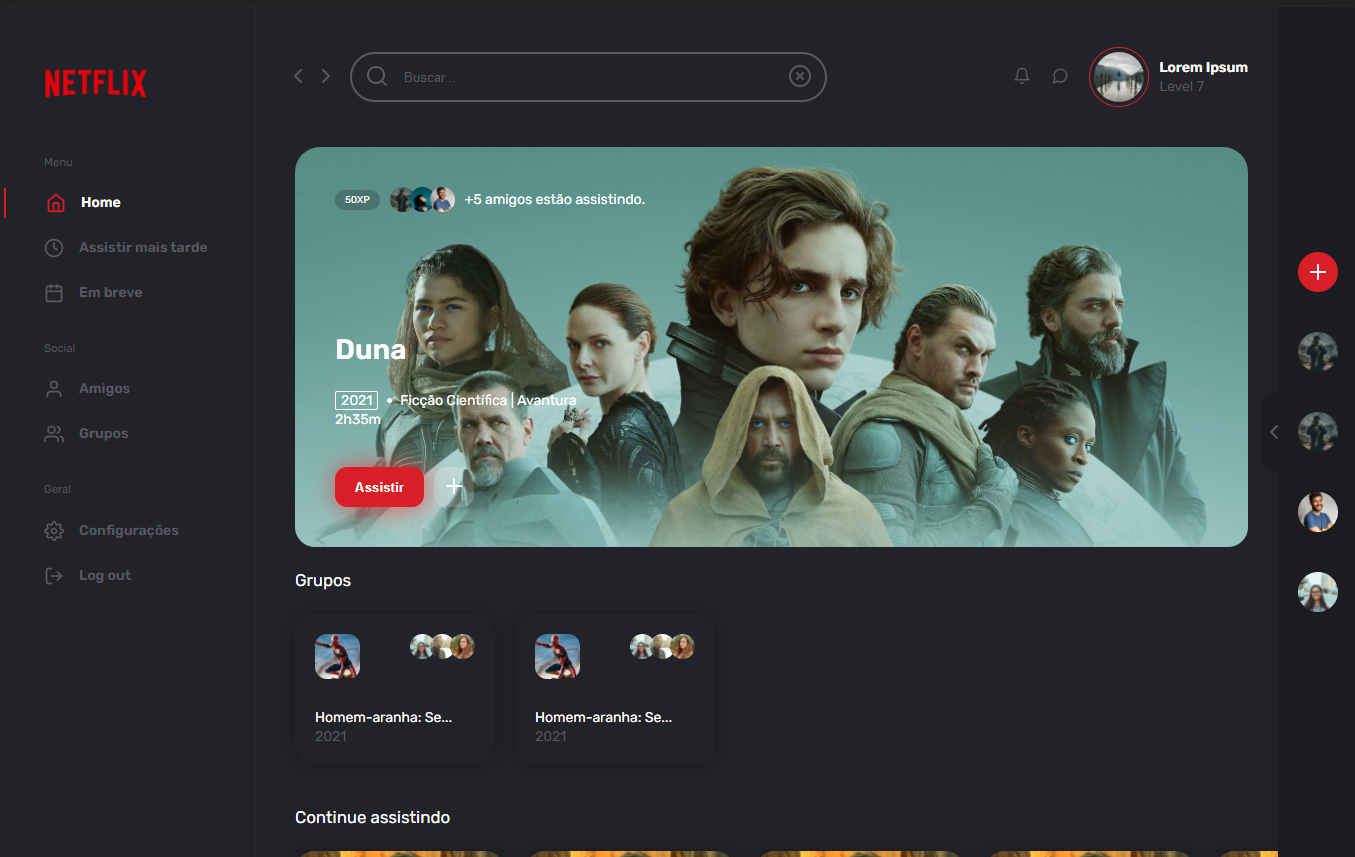 NETFLIX
Menu
Home
Assistir mais tarde
Em breve
Social
Amigos
Grupos
Geral
Configurações
Log out
Buscar...
Lorem Ipsum
Level 7
50XP
+5 amigos estão assistindo.
Duna
2021 • Ficção Científica | Avantura
2h35m
Assistir
Grupos
Homem-aranha: Se...
2021
Homem-aranha: Se...
2021
Continue assistindo